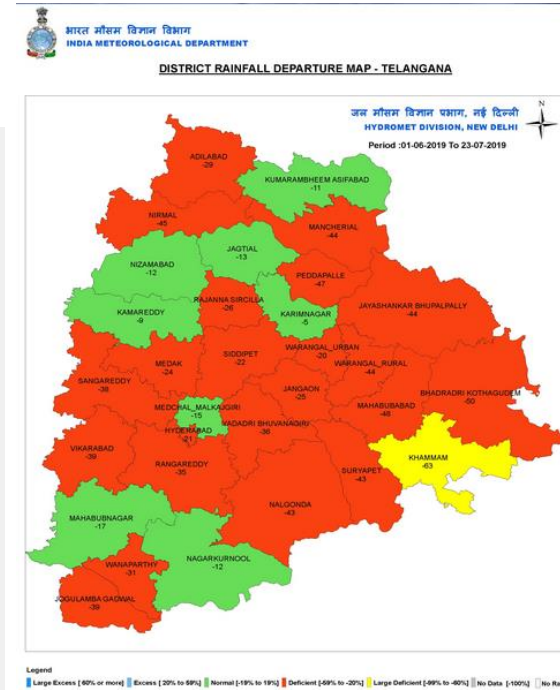 भारत मौसम विज्ञान विभाग
INDIA METEOROLOGICAL DEPARTMENT
DISTRICT RAINFALL DEPARTURE MAP - TELANGANA
जल मौसम विज्ञान प्रभाग, नई दिल्ली
HYDROMET DIVISION, NEW DELHI
N
Period :01-06-2019 To 23-07-2019
ADILABAD
-29
KUMARAMBHEEM ASIFABAD
-11
NIRMAL
-45
MANCHERIAL
-44
NIZAMABAD
-12
JAGTIAL
-13
PEDDAPALLE
-47
KAMAREDDY
-9
RAJANNA SIRCILLA
-26
KARIMNAGAR
-5
JAYASHANKAR BHUPALPALLY
-44
MEDAK
-24
SIDDIPET
-22
WARANGAL_URBAN
-20
WARANGAL_RURAL
-44
SANGAREDDY
-38
JANGAON
-25
BHADRADRI KOTHAGUDEM
-50
MEDCHAL_MALKAJGIRI
-15
MAHABUBABAD
-46
HYDERABAD
-21
YADADRI BHUVANAGIRI
-36
VIKARABAD
-39
RANGAREDDY
-35
SURYAPET
-43
KHAMMAM
-63
NALGONDA
-43
MAHABUBNAGAR
-17
NAGARKURNOOL
-12
WANAPARTHY
-31
JOGULAMBA GADWAL
-39
Legend
Large Excess [ 60% or more] Excess [ 20% to 59%] Normal [-19% to 19%] Deficient [-59% to -20%] Large Deficient [-99% to -60%] No Data [-100%] No